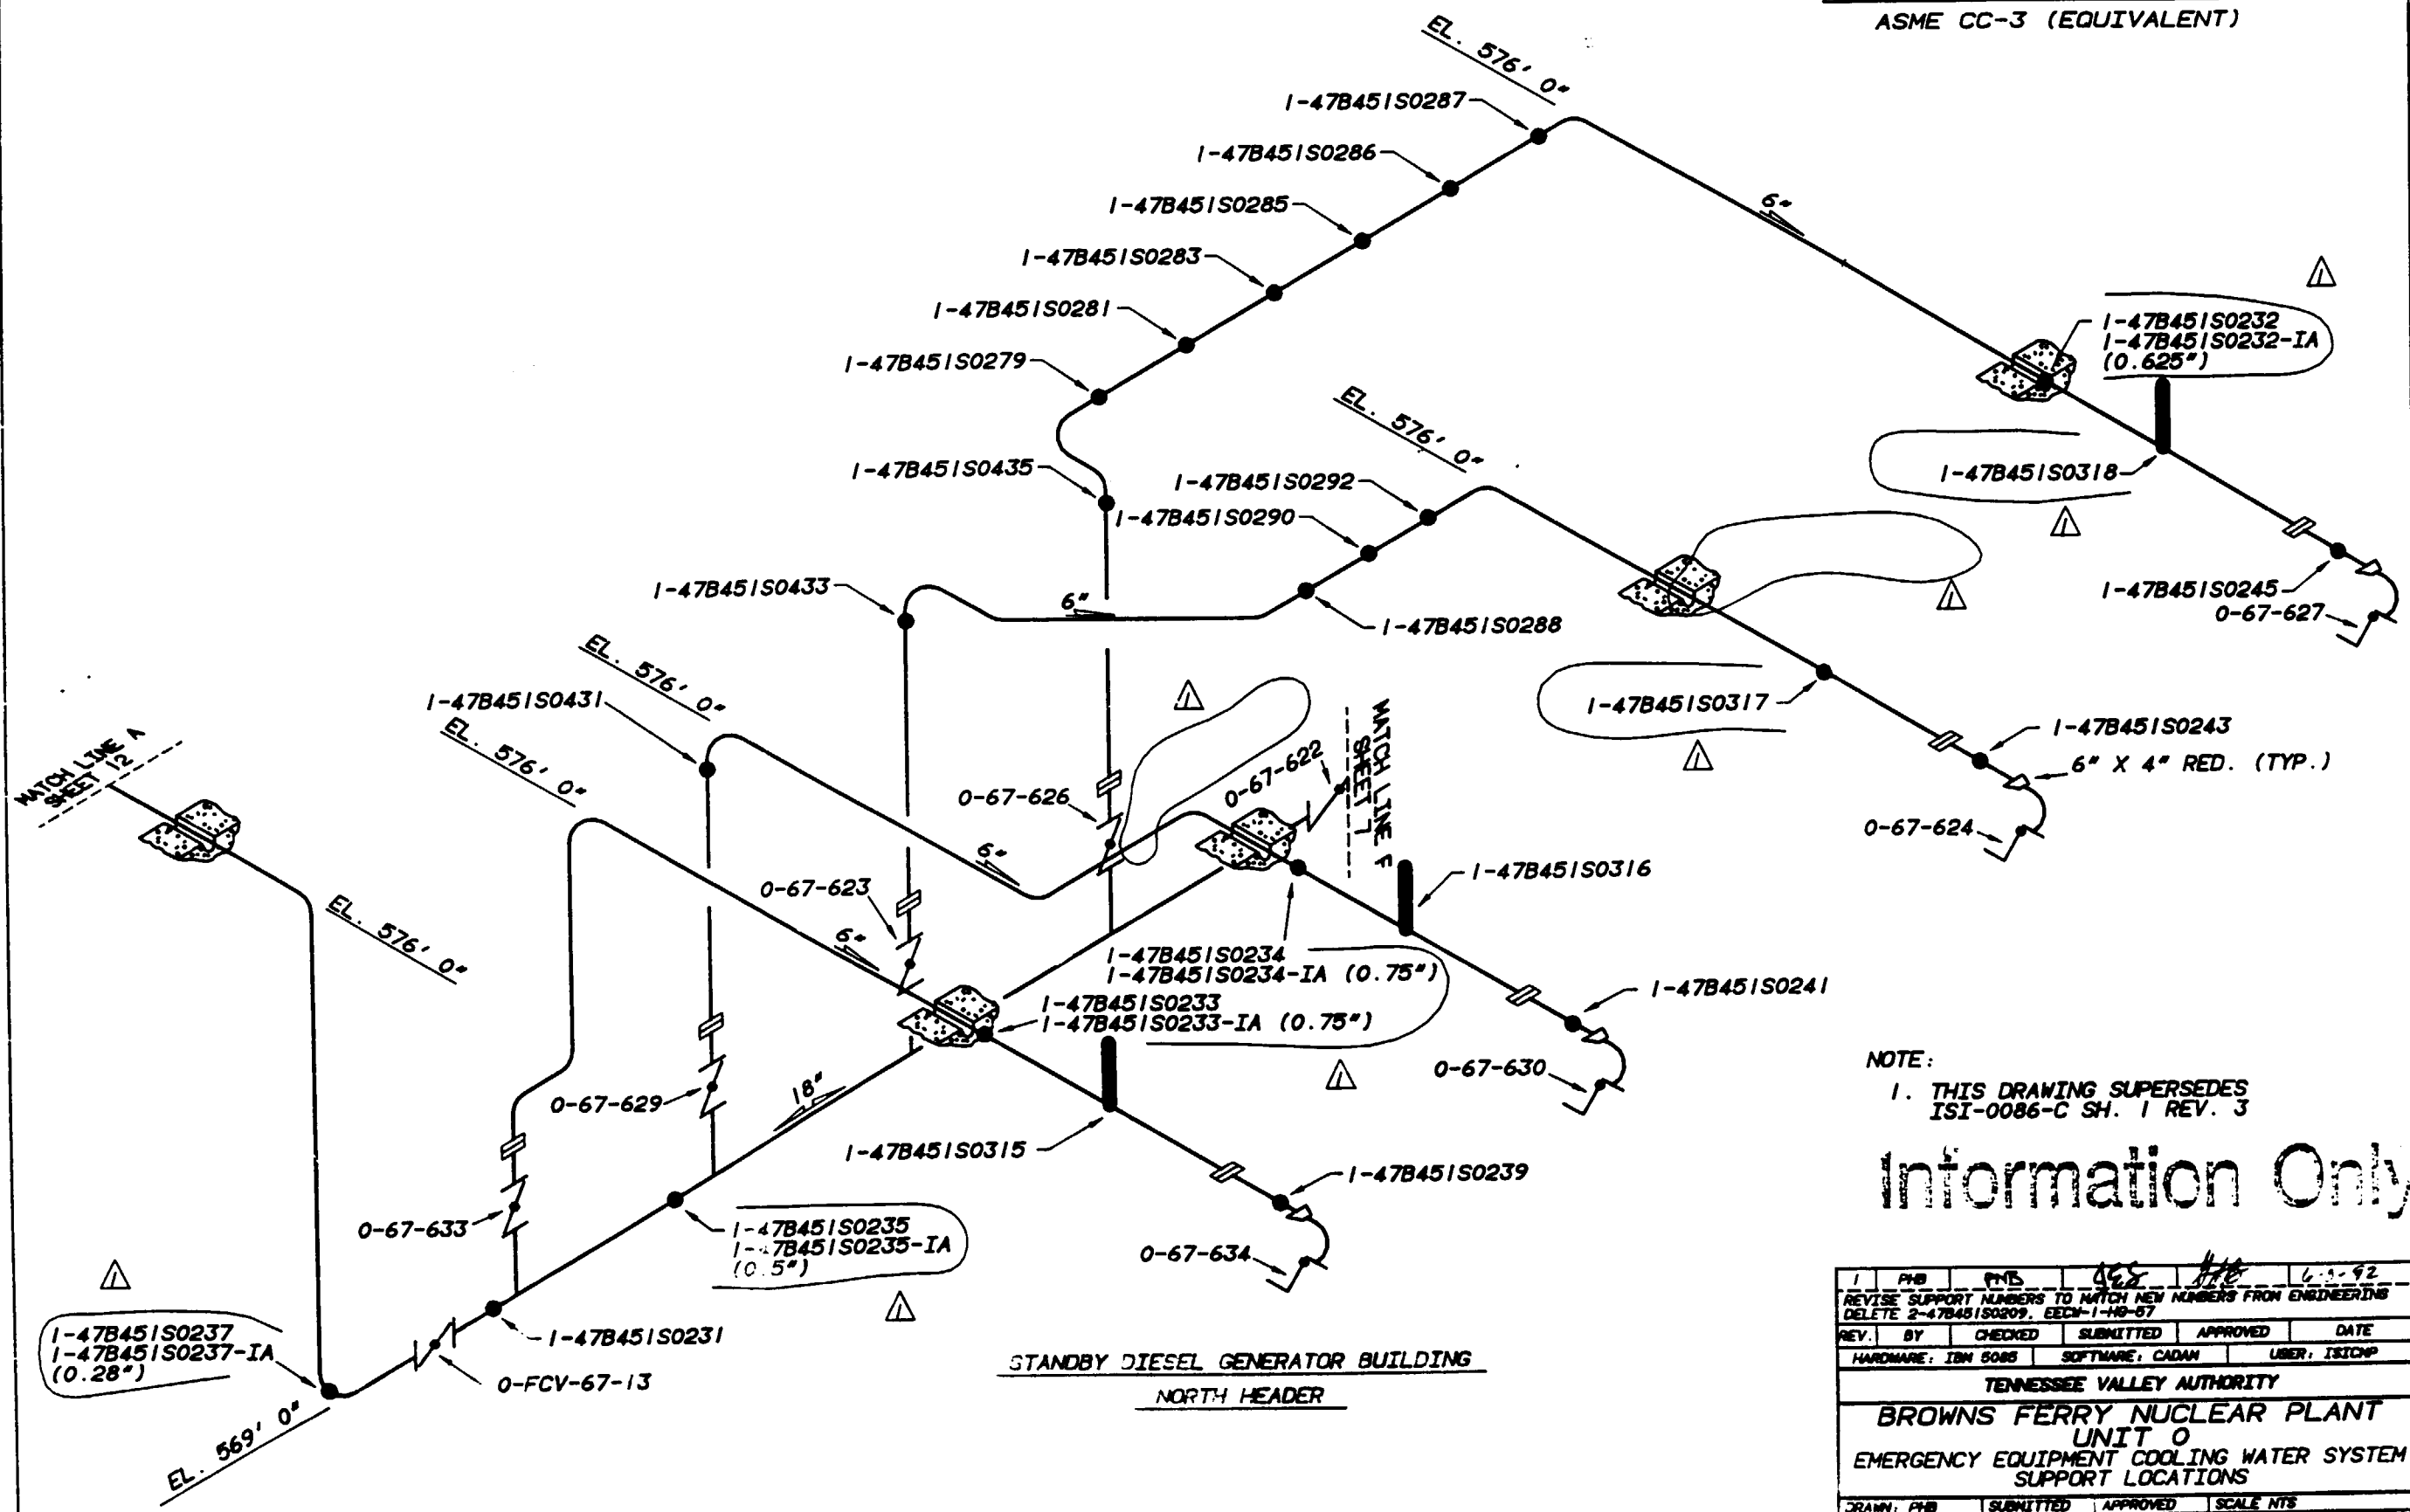 ASME CC-3 (EQUIVALENT)
EL. 576' 0"
1-47B451S0287
1-47B451S0286
1-47B451S0285
1-47B451S0283
1-47B451S0281
1-47B451S0279
6"
1-47B451S0232
1-47B451S0232-IA
(0.625")
EL. 576' 0"
1-47B451S0435
1-47B451S0292
1-47B451S0290
1-47B451S0318
1-47B451S0433
6"
1-47B451S0288
1-47B451S0245
0-67-627
EL. 576' 0"
1-47B451S0431
EL. 576' 0"
1-47B451S0317
1-47B451S0243
6" X 4" RED. (TYP.)
MATCH LINE A
SHEET 12
0-67-626
0-67-622
MATCH LINE F
SHEET 7
0-67-624
6"
0-67-623
1-47B451S0316
EL. 576' 0"
6"
1-47B451S0234
1-47B451S0234-IA (0.75")
1-47B451S0233
1-47B451S0233-IA (0.75")
1-47B451S0241
0-67-630
18"
0-67-629
1-47B451S0315
1-47B451S0239
NOTE:
1. THIS DRAWING SUPERSEDES
ISI-0086-C SH. 1 REV. 3
Information Only
0-67-633
1-47B451S0235
1-47B451S0235-IA
(0.5")
0-67-634
1-47B451S0237
1-47B451S0237-IA
(0.28")
1-47B451S0231
0-FCV-67-13
EL. 569' 0"
STANDBY DIESEL GENERATOR BUILDING
NORTH HEADER
1 PHB PHB
REVISE SUPPORT NUMBERS TO MATCH NEW NUMBERS FROM ENGINEERING
DELETE 2-47B451S0209. EECW-1-H0-67
REV. BY CHECKED SUBMITTED APPROVED DATE
HARDWARE: IBM 5085 SOFTWARE: CADAM USER: ISICNP
TENNESSEE VALLEY AUTHORITY
BROWNS FERRY NUCLEAR PLANT
UNIT 0
EMERGENCY EQUIPMENT COOLING WATER SYSTEM
SUPPORT LOCATIONS
DRAWN: PHB SUBMITTED APPROVED SCALE NTS